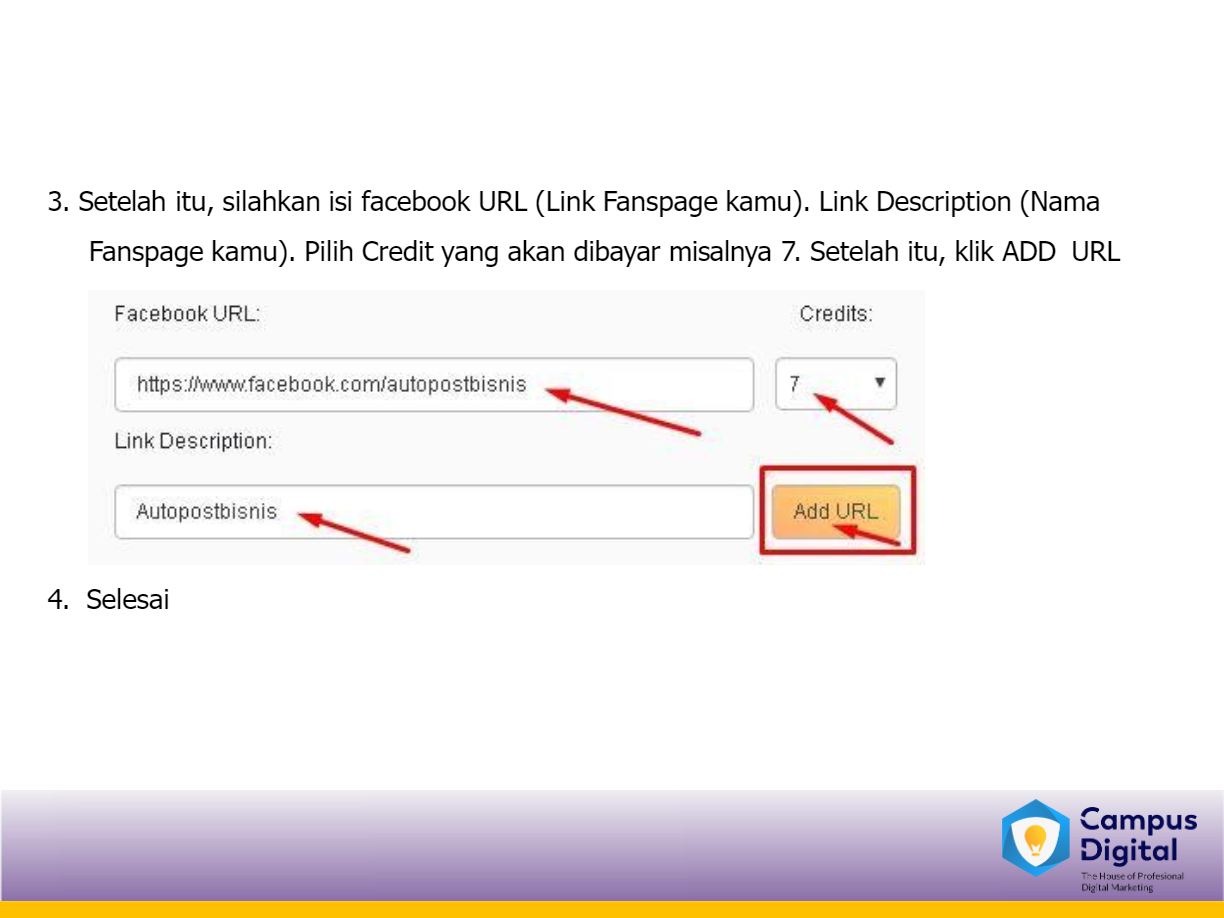 3. Setelah itu, silahkan isi facebook URL (Link Fanspage kamu). Link Description (Nama
Fanspage kamu). Pilih Credit yang akan dibayar misalnya 7. Setelah itu, klik ADD  URL
Facebook URL:
Credits:
https://www.facebook.com/autopostbisnis
7
Link Description:
Autopostbisnis
Add URL
4.  Selesai
Campus
Digital
The House of Profesional
Digital Marketing